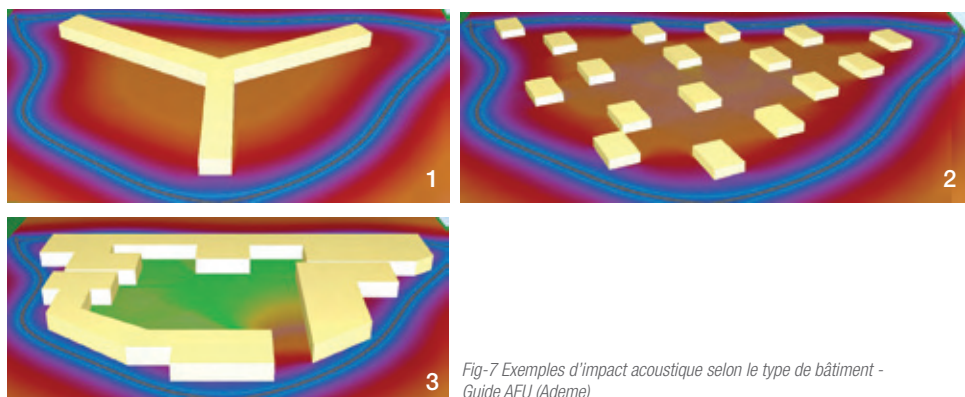 1
2
3
Fig-7 Exemples d'impact acoustique selon le type de bâtiment -
Guide AFU (Ademe)